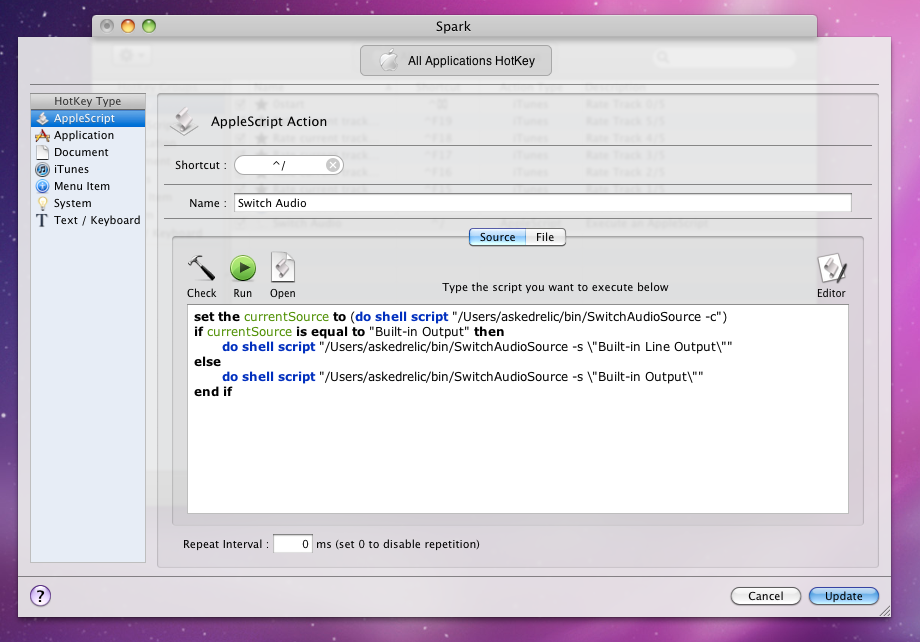 Spark
All Applications HotKey
HotKey Type
AppleScript
Application
Document
iTunes
Menu Item
System
Text / Keyboard
AppleScript Action
Shortcut :
^/
Name :
Switch Audio
Source
File
Check
Run
Open
Type the script you want to execute below
Editor
set the currentSource to (do shell script "/Users/askedrelic/bin/SwitchAudioSource -c")
if currentSource is equal to "Built-in Output" then
do shell script "/Users/askedrelic/bin/SwitchAudioSource -s \"Built-in Line Output\""
else
do shell script "/Users/askedrelic/bin/SwitchAudioSource -s \"Built-in Output\""
end if
Repeat Interval :
0
ms (set 0 to disable repetition)
?
Cancel
Update